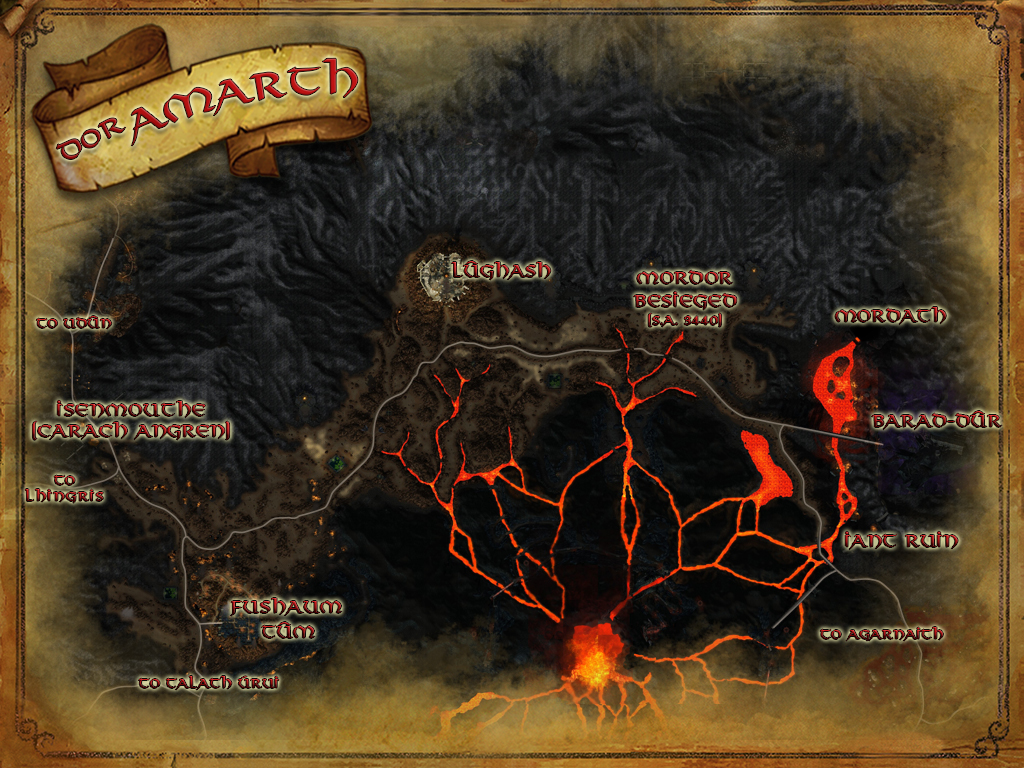 DOR AMARTH
LÛGHASH
MORDOR
BESIEGED
(S.A. 3440)
MORDATH
TO UDÛN
ISENMOUTHE
(CARACH ANGREN)
BARAD-DÛR
TO
LHINGRIS
IANT RUIN
FUSHAUM
TÛM
TO AGARNAITH
TO TALATH ÚRUI